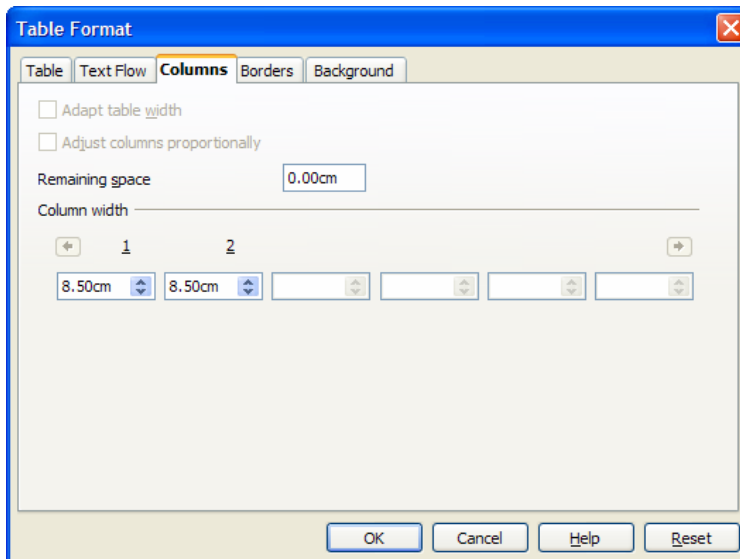 Table Format
Table Text Flow Columns Borders Background
Adapt table width
Adjust columns proportionally
Remaining space 0.00cm
Column width
1 2
8.50cm 8.50cm
OK Cancel Help Reset